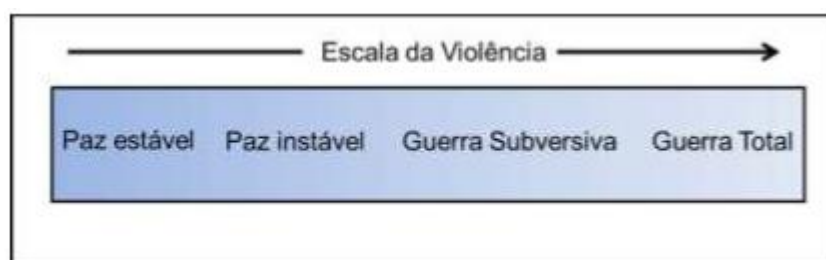 Escala da Violência
Paz estável Paz instável Guerra Subversiva Guerra Total